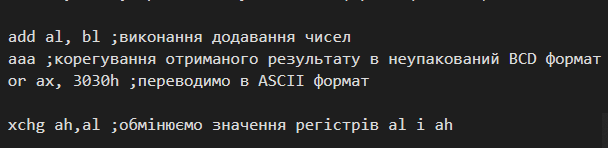 add al, bl ;виконання додавання чисел
aaa ;корегування отриманого результату в неупакований BCD формат
or ax, 3030h ;переводимо в ASCII формат
xchg ah,al ;обмінюємо значення регістрів al і ah